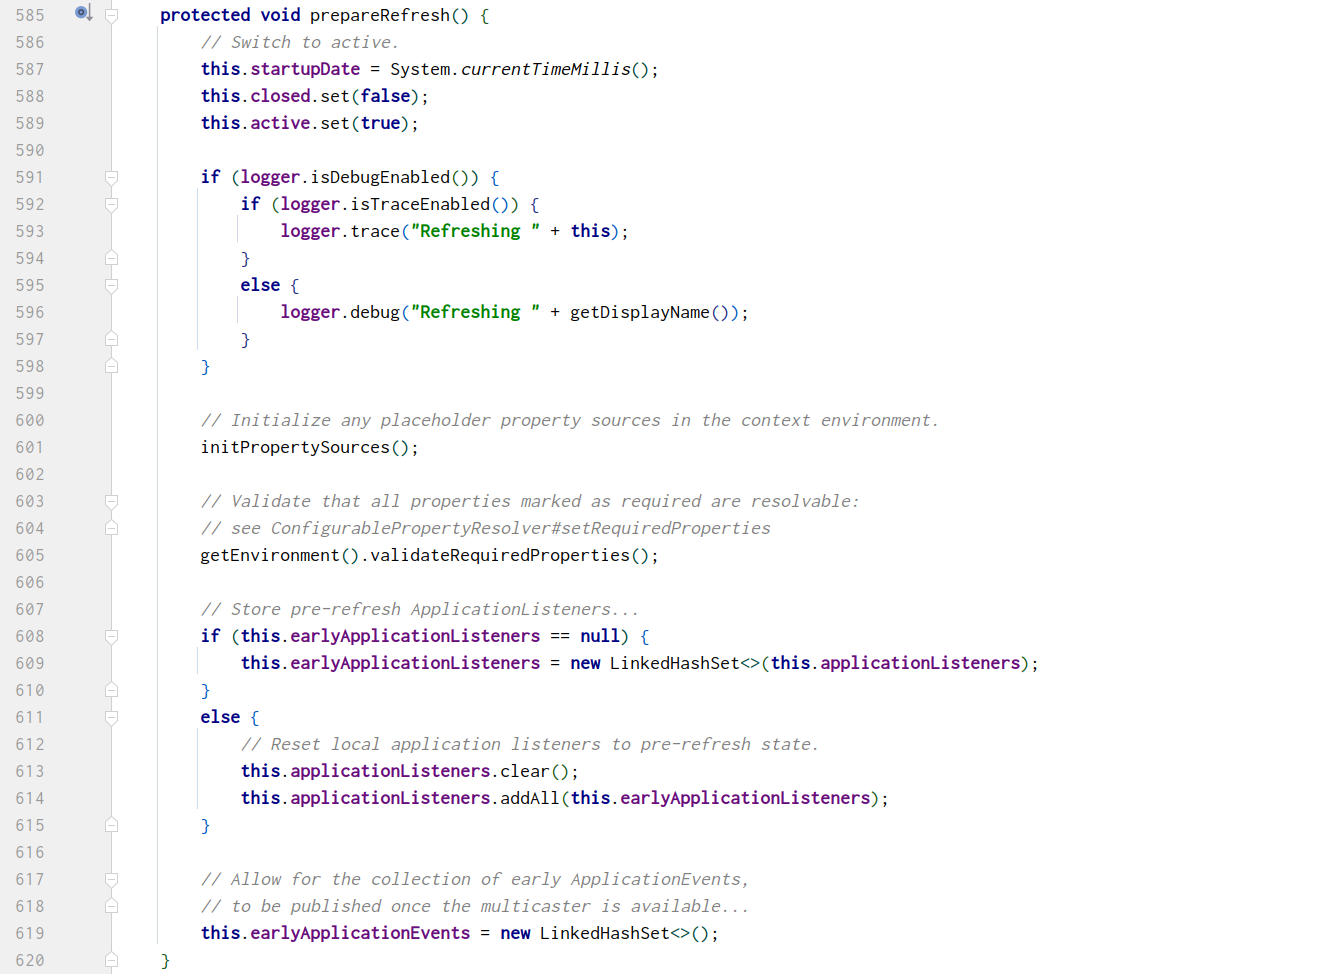 585 protected void prepareRefresh() {
586 // Switch to active.
587 this.startupDate = System.currentTimeMillis();
588 this.closed.set(false);
589 this.active.set(true);
590
591 if (logger.isDebugEnabled()) {
592 if (logger.isTraceEnabled()) {
593 logger.trace("Refreshing " + this);
594 }
595 else {
596 logger.debug("Refreshing " + getDisplayName());
597 }
598 }
599
600 // Initialize any placeholder property sources in the context environment.
601 initPropertySources();
602
603 // Validate that all properties marked as required are resolvable:
604 // see ConfigurablePropertyResolver#setRequiredProperties
605 getEnvironment().validateRequiredProperties();
606
607 // Store pre-refresh ApplicationListeners...
608 if (this.earlyApplicationListeners == null) {
609 this.earlyApplicationListeners = new LinkedHashSet<>(this.applicationListeners);
610 }
611 else {
612 // Reset local application listeners to pre-refresh state.
613 this.applicationListeners.clear();
614 this.applicationListeners.addAll(this.earlyApplicationListeners);
615 }
616
617 // Allow for the collection of early ApplicationEvents,
618 // to be published once the multicaster is available...
619 this.earlyApplicationEvents = new LinkedHashSet<>();
620 }